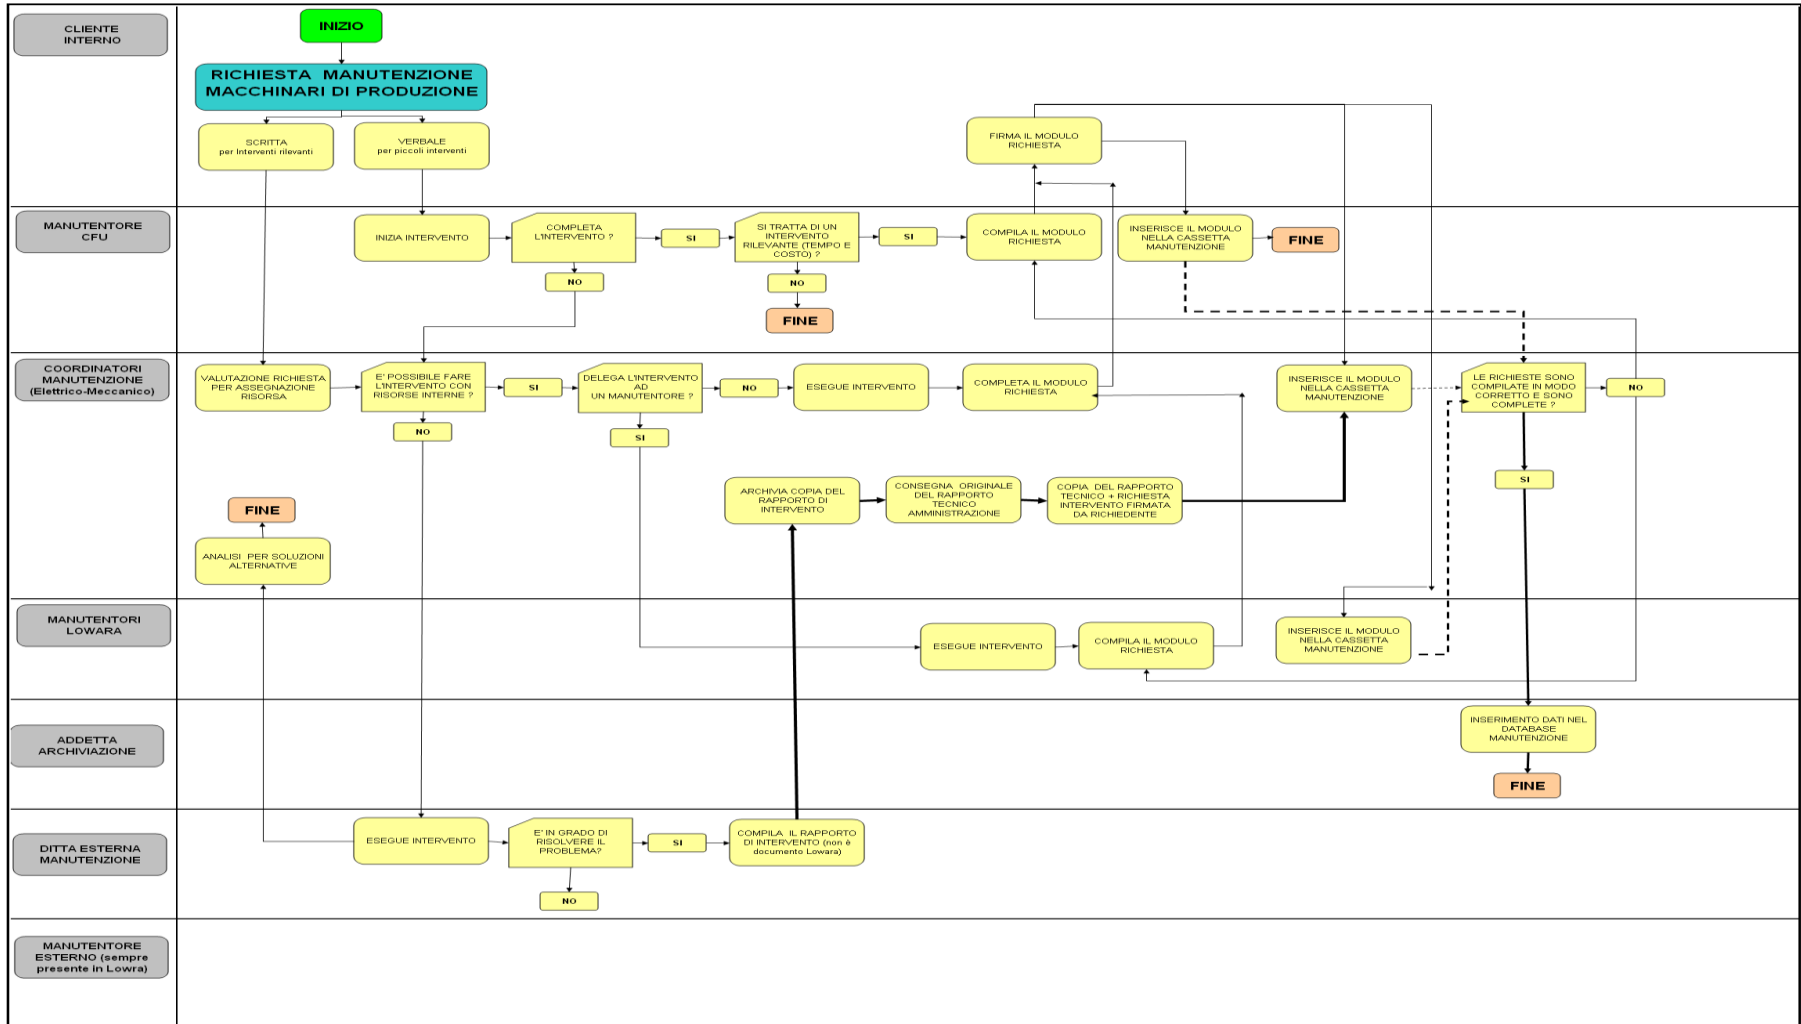 CLIENTE
INTERNO
INIZIO
RICHIESTA MANUTENZIONE
MACCHINARI DI PRODUZIONE
SCRITTA
per Interventi rilevanti
VERBALE
per piccoli interventi
FIRMA IL MODULO
RICHIESTA
MANUTENTORE
CFU
INIZIA INTERVENTO
COMPLETA
L'INTERVENTO ?
SI
NO
SI TRATTA DI UN
INTERVENTO
RILEVANTE (TEMPO E
COSTO) ?
SI
NO
FINE
COMPILA IL MODULO
RICHIESTA
INSERISCE IL MODULO
NELLA CASSETTA
MANUTENZIONE
FINE
COORDINATORI
MANUTENZIONE
(Elettrico-Meccanico)
VALUTAZIONE RICHIESTA
PER ASSEGNAZIONE
RISORSA
E' POSSIBILE FARE
L'INTERVENTO CON
RISORSE INTERNE ?
SI
NO
DELEGA L'INTERVENTO
AD
UN MANUTENTORE ?
NO
SI
ESEGUE INTERVENTO
COMPLETA IL MODULO
RICHIESTA
INSERISCE IL MODULO
NELLA CASSETTA
MANUTENZIONE
LE RICHIESTE SONO
COMPILATE IN MODO
CORRETTO E SONO
COMPLETE ?
NO
SI
ARCHIVIA COPIA DEL
RAPPORTO DI
INTERVENTO
CONSEGNA ORIGINALE
DEL RAPPORTO
TECNICO
AMMINISTRAZIONE
COPIA DEL RAPPORTO
TECNICO + RICHIESTA
INTERVENTO FIRMATA
DA RICHIEDENTE
FINE
ANALISI PER SOLUZIONI
ALTERNATIVE
MANUTENTORI
LOWARA
ESEGUE INTERVENTO
COMPILA IL MODULO
RICHIESTA
INSERISCE IL MODULO
NELLA CASSETTA
MANUTENZIONE
ADDETTA
ARCHIVIAZIONE
INSERIMENTO DATI NEL
DATABASE
MANUTENZIONE
FINE
DITTA ESTERNA
MANUTENZIONE
ESEGUE INTERVENTO
E' IN GRADO DI
RISOLVERE IL
PROBLEMA?
SI
NO
COMPILA IL RAPPORTO
DI INTERVENTO (non è
documento Lowara)
MANUTENTORE
ESTERNO (sempre
presente in Lowra)